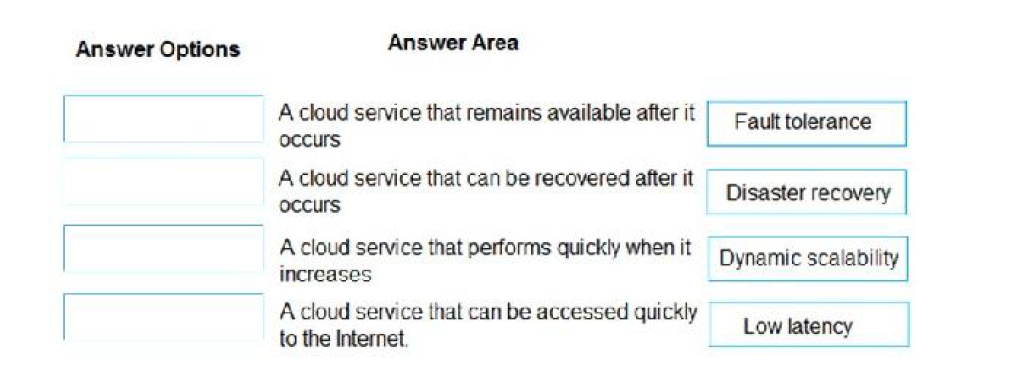 Answer Options
Answer Area
A cloud service that remains available after it
occurs
Fault tolerance
A cloud service that can be recovered after it
occurs
Disaster recovery
A cloud service that performs quickly when it
increases
Dynamic scalability
A cloud service that can be accessed quickly
to the Internet.
Low latency